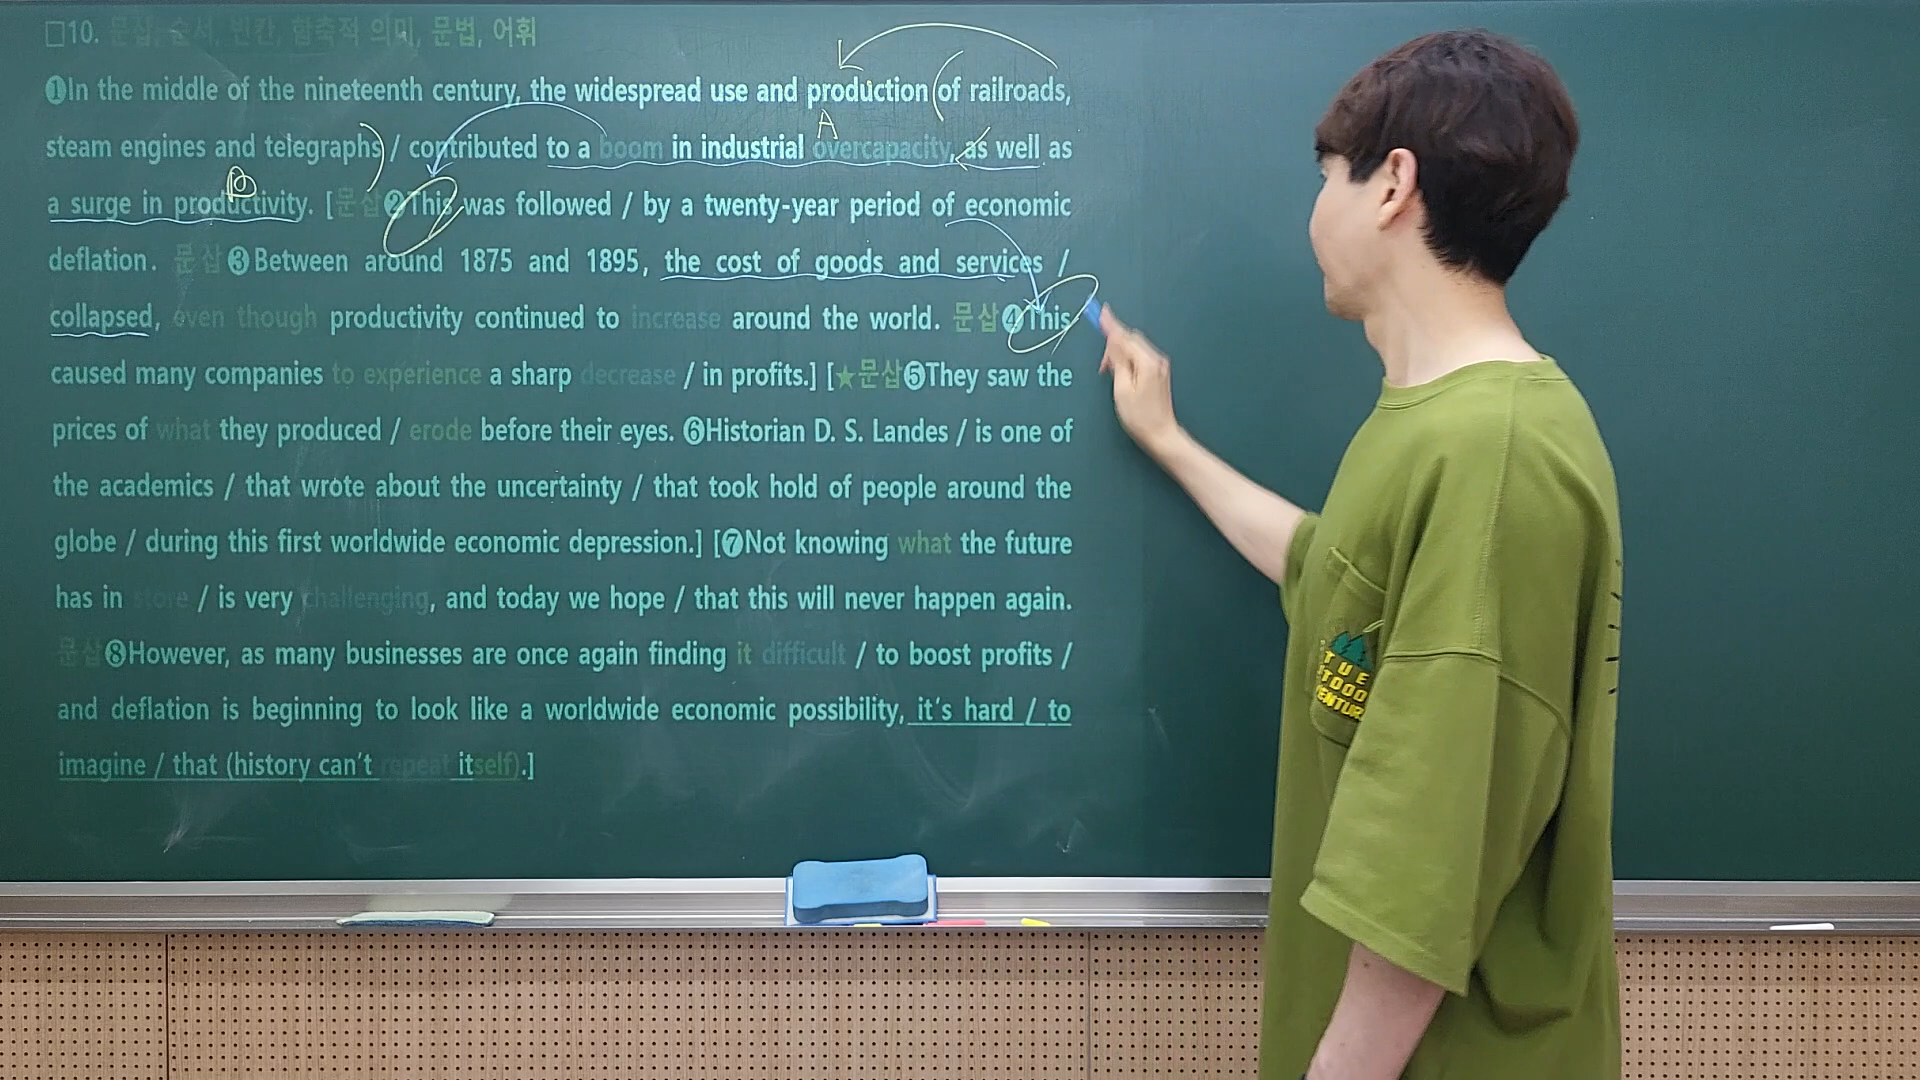 □10. 문삽, 순서, 빈칸, 함축적 의미, 문법, 어휘
❶In the middle of the nineteenth century, the widespread use and production of railroads,
A
steam engines and telegraphs / contributed to a boom in industrial overcapacity, as well as
B
a surge in productivity. [문삽❷This was followed / by a twenty-year period of economic
deflation. 문삽❸Between around 1875 and 1895, the cost of goods and services /
collapsed, even though productivity continued to increase around the world. 문삽❹This
caused many companies to experience a sharp decrease / in profits.] [★문삽❺They saw the
prices of what they produced / erode before their eyes. ❻Historian D. S. Landes / is one of
the academics / that wrote about the uncertainty / that took hold of people around the
globe / during this first worldwide economic depression.] [❼Not knowing what the future
has in store / is very challenging, and today we hope / that this will never happen again.
문삽❽However, as many businesses are once again finding it difficult / to boost profits /
and deflation is beginning to look like a worldwide economic possibility, it's hard / to
imagine / that (history can't repeat itself).]